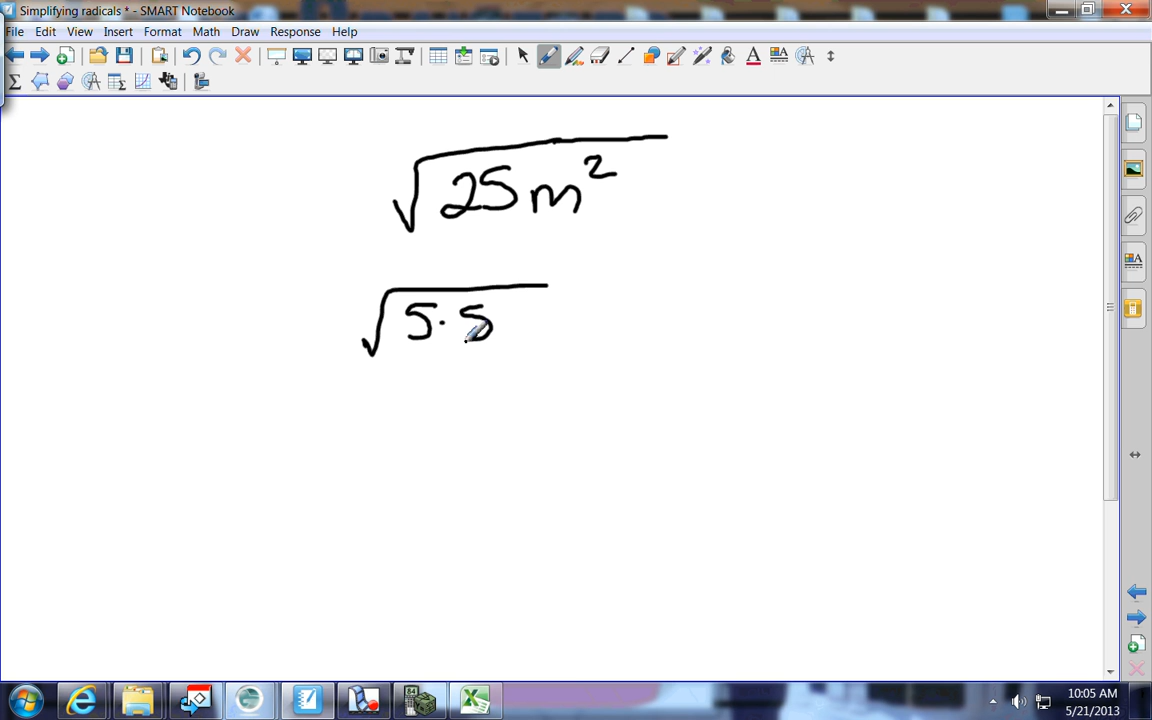 Simplifying radicals * - SMART Notebook
File Edit View Insert Format Math Draw Response Help
√25m²
√5·5
10:05 AM
5/21/2013